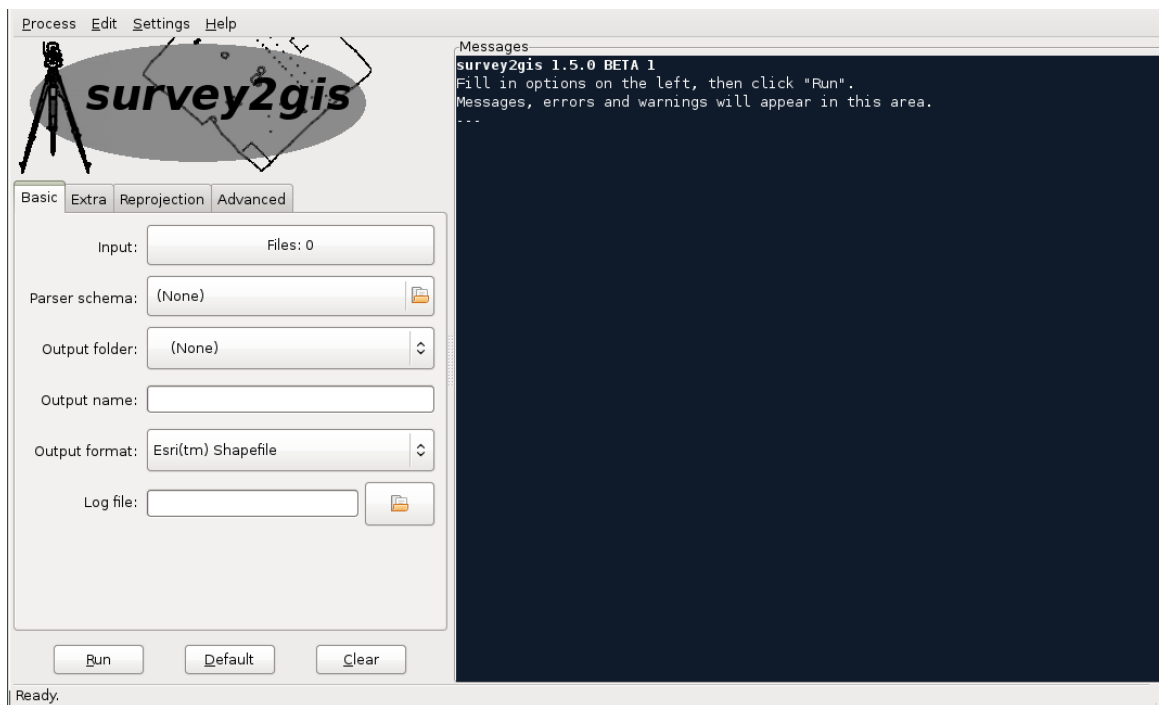 Process Edit Settings Help
survey2gis
Basic Extra Reprojection Advanced
Input: Files: 0
Parser schema: (None)
Output folder: (None)
Output name:
Output format: Esri(tm) Shapefile
Log file:
Run Default Clear
Messages
survey2gis 1.5.0 BETA 1
Fill in options on the left, then click "Run".
Messages, errors and warnings will appear in this area.
---
Ready.